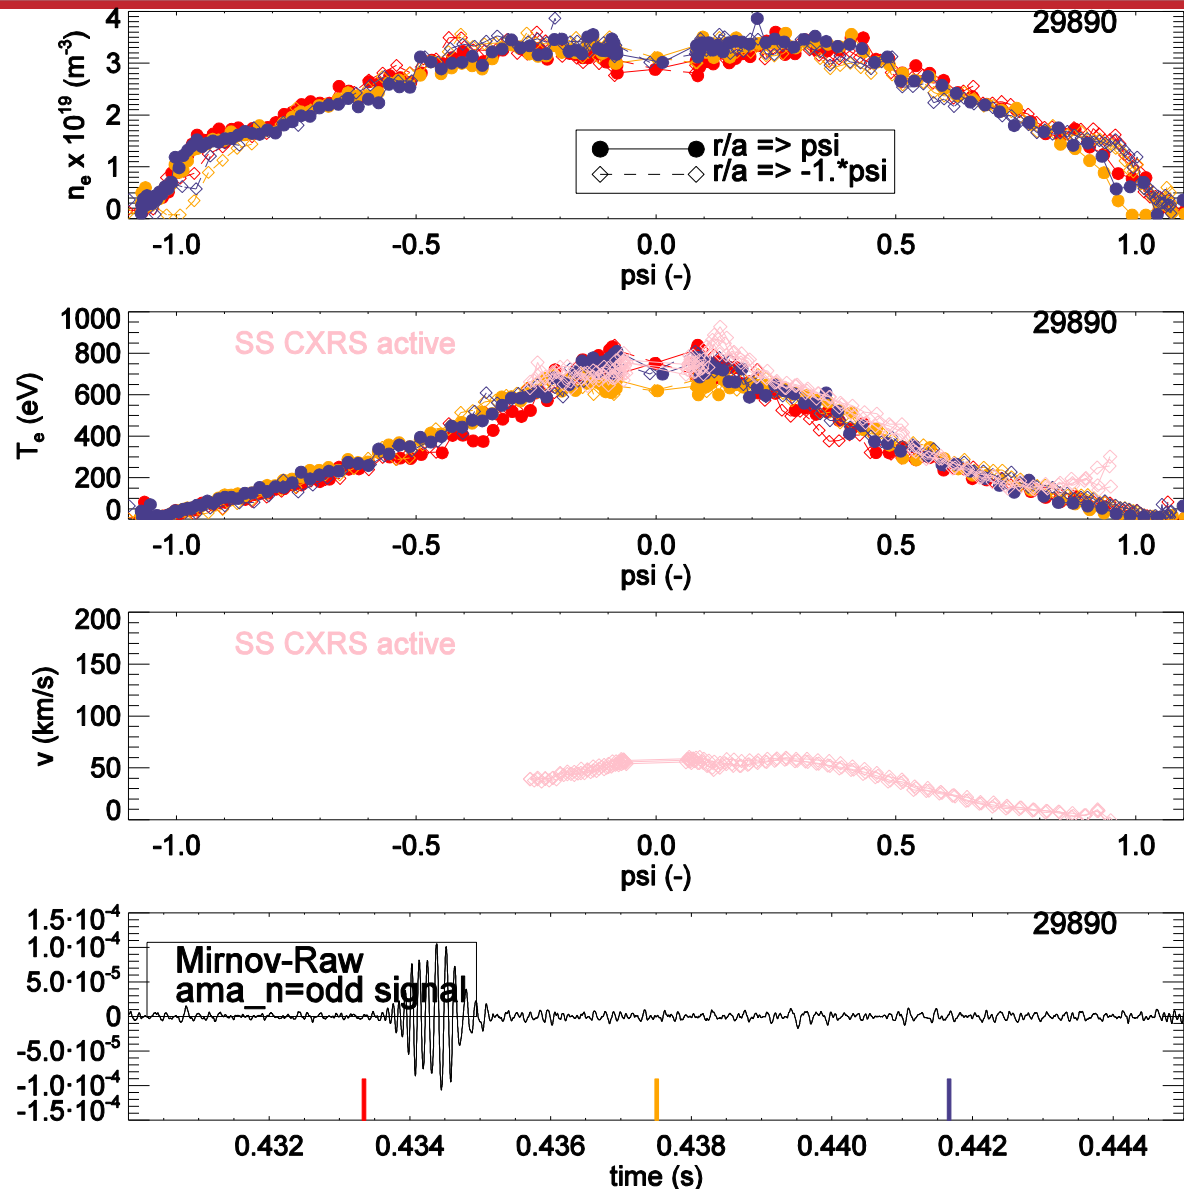 29890
4
3
2
1
0
n_e x 10^19 (m^-3)
r/a => psi
r/a => -1.*psi
-1.0 -0.5 0.0 0.5 1.0
psi (-)
29890
SS CXRS active
1000
800
600
400
200
0
T_e (eV)
-1.0 -0.5 0.0 0.5 1.0
psi (-)
SS CXRS active
200
150
100
50
0
v (km/s)
-1.0 -0.5 0.0 0.5 1.0
psi (-)
29890
Mirnov-Raw
ama_n=odd signal
1.5·10^-4
1.0·10^-4
5.0·10^-5
0
-5.0·10^-5
-1.0·10^-4
-1.5·10^-4
0.432 0.434 0.436 0.438 0.440 0.442 0.444
time (s)